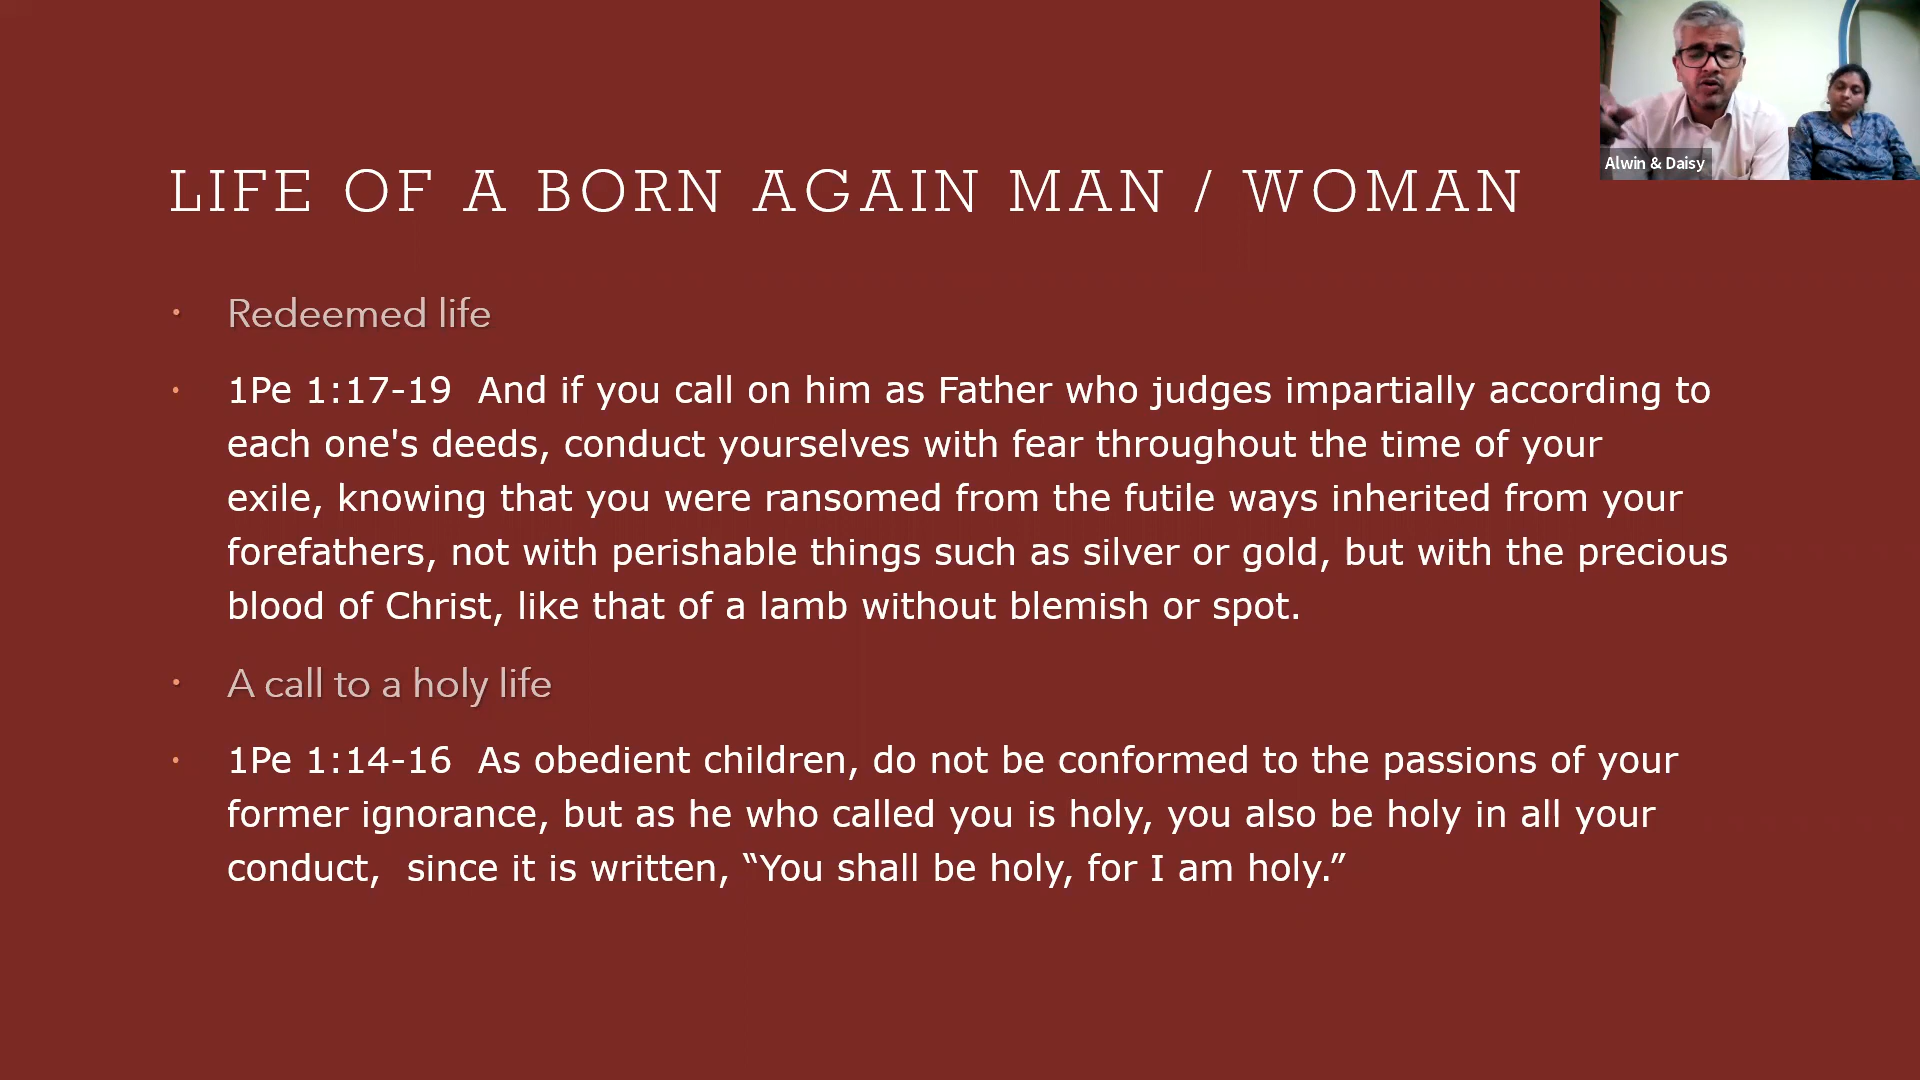 LIFE OF A BORN AGAIN MAN / WOMAN
Alwin & Daisy
· Redeemed life
· 1Pe 1:17-19  And if you call on him as Father who judges impartially according to
each one's deeds, conduct yourselves with fear throughout the time of your
exile, knowing that you were ransomed from the futile ways inherited from your
forefathers, not with perishable things such as silver or gold, but with the precious
blood of Christ, like that of a lamb without blemish or spot.
· A call to a holy life
· 1Pe 1:14-16  As obedient children, do not be conformed to the passions of your
former ignorance, but as he who called you is holy, you also be holy in all your
conduct,  since it is written, “You shall be holy, for I am holy.”